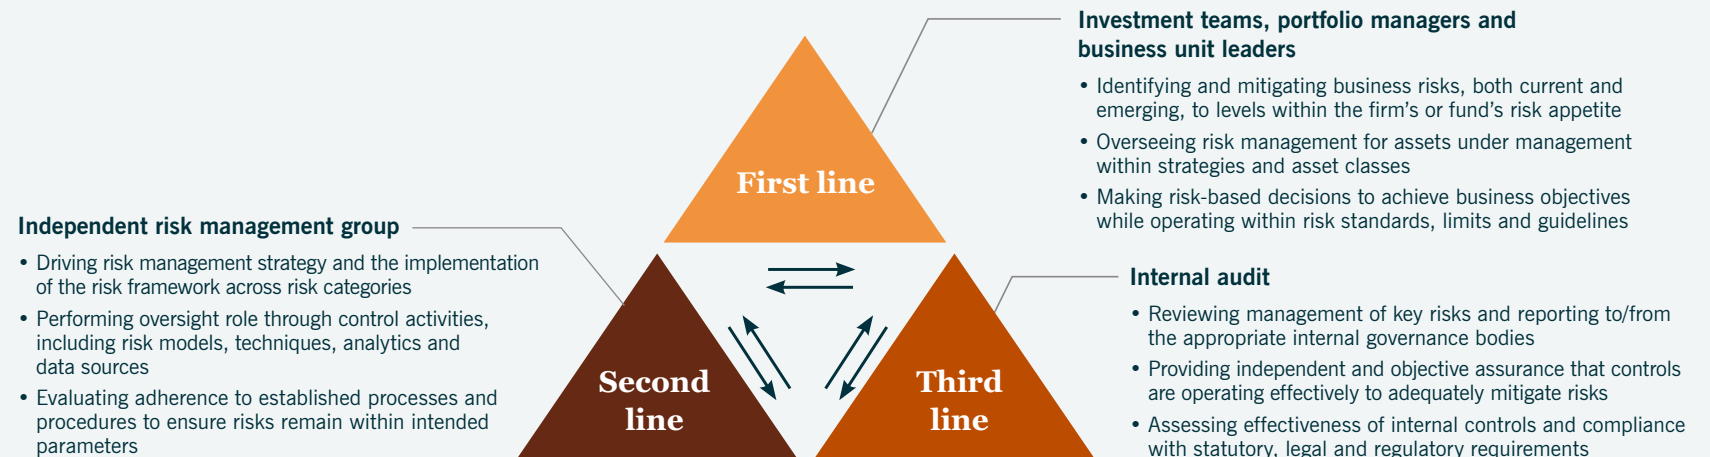 Investment teams, portfolio managers and
business unit leaders
• Identifying and mitigating business risks, both current and
emerging, to levels within the firm’s or fund’s risk appetite
• Overseeing risk management for assets under management
within strategies and asset classes
• Making risk-based decisions to achieve business objectives
while operating within risk standards, limits and guidelines
First line
Independent risk management group
• Driving risk management strategy and the implementation
of the risk framework across risk categories
• Performing oversight role through control activities,
including risk models, techniques, analytics and
data sources
• Evaluating adherence to established processes and
procedures to ensure risks remain within intended
parameters
Second
line
Third
line
Internal audit
• Reviewing management of key risks and reporting to/from
the appropriate internal governance bodies
• Providing independent and objective assurance that controls
are operating effectively to adequately mitigate risks
• Assessing effectiveness of internal controls and compliance
with statutory, legal and regulatory requirements